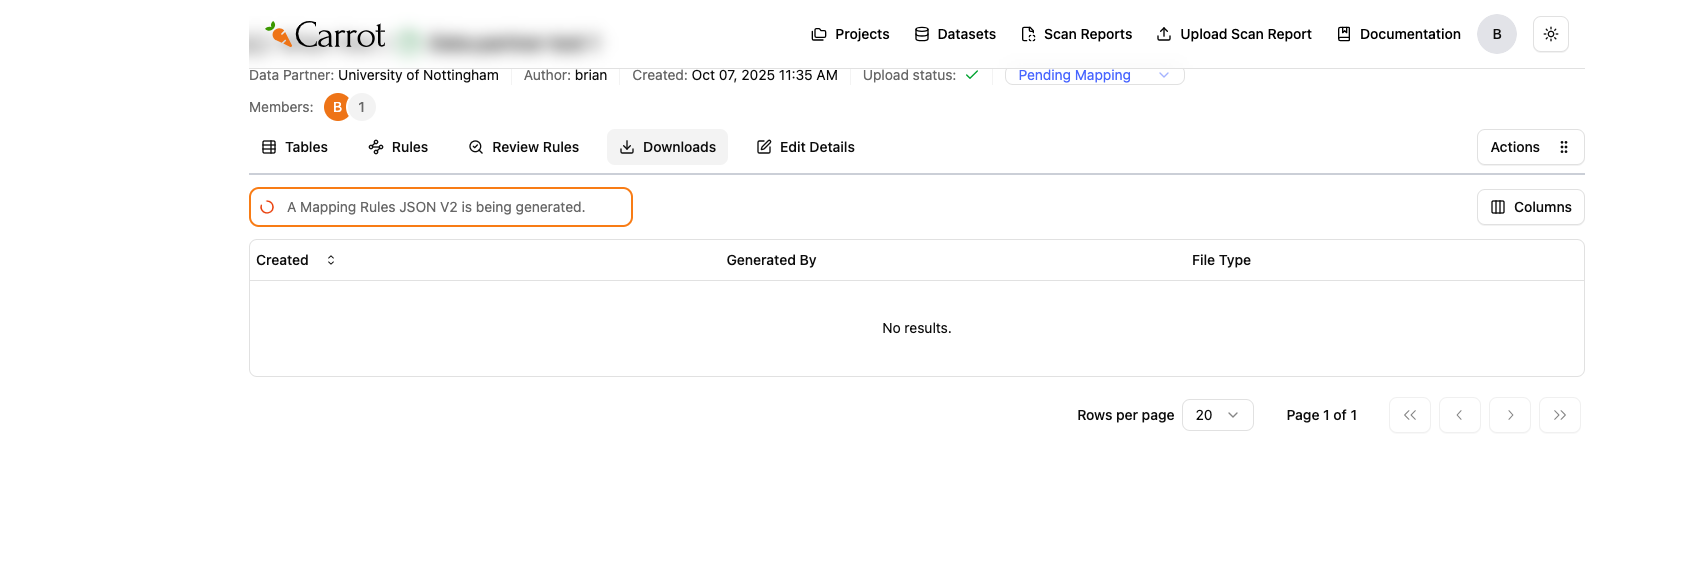 Carrot
Projects Datasets Scan Reports Upload Scan Report Documentation B
Data Partner: University of Nottingham Author: brian Created: Oct 07, 2025 11:35 AM Upload status: Pending Mapping
Members: B 1
Tables Rules Review Rules Downloads Edit Details Actions
A Mapping Rules JSON V2 is being generated. Columns
Created Generated By File Type
No results.
Rows per page 20 Page 1 of 1